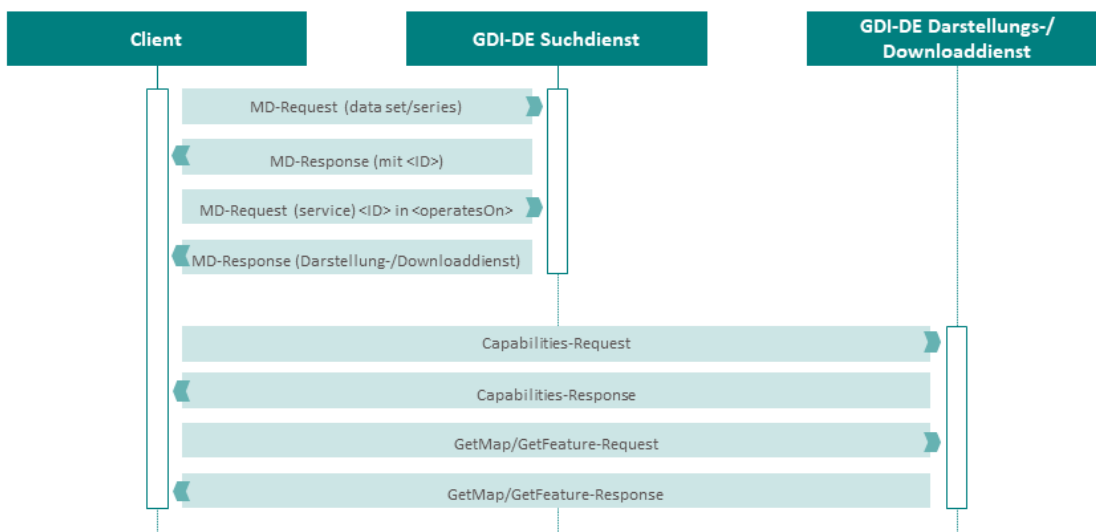 Client
GDI-DE Suchdienst
GDI-DE Darstellungs-/
Downloaddienst
MD-Request (data set/series)
MD-Response (mit <ID>)
MD-Request (service) <ID> in <operatesOn>
MD-Response (Darstellung-/Downloaddienst)
Capabilities-Request
Capabilities-Response
GetMap/GetFeature-Request
GetMap/GetFeature-Response